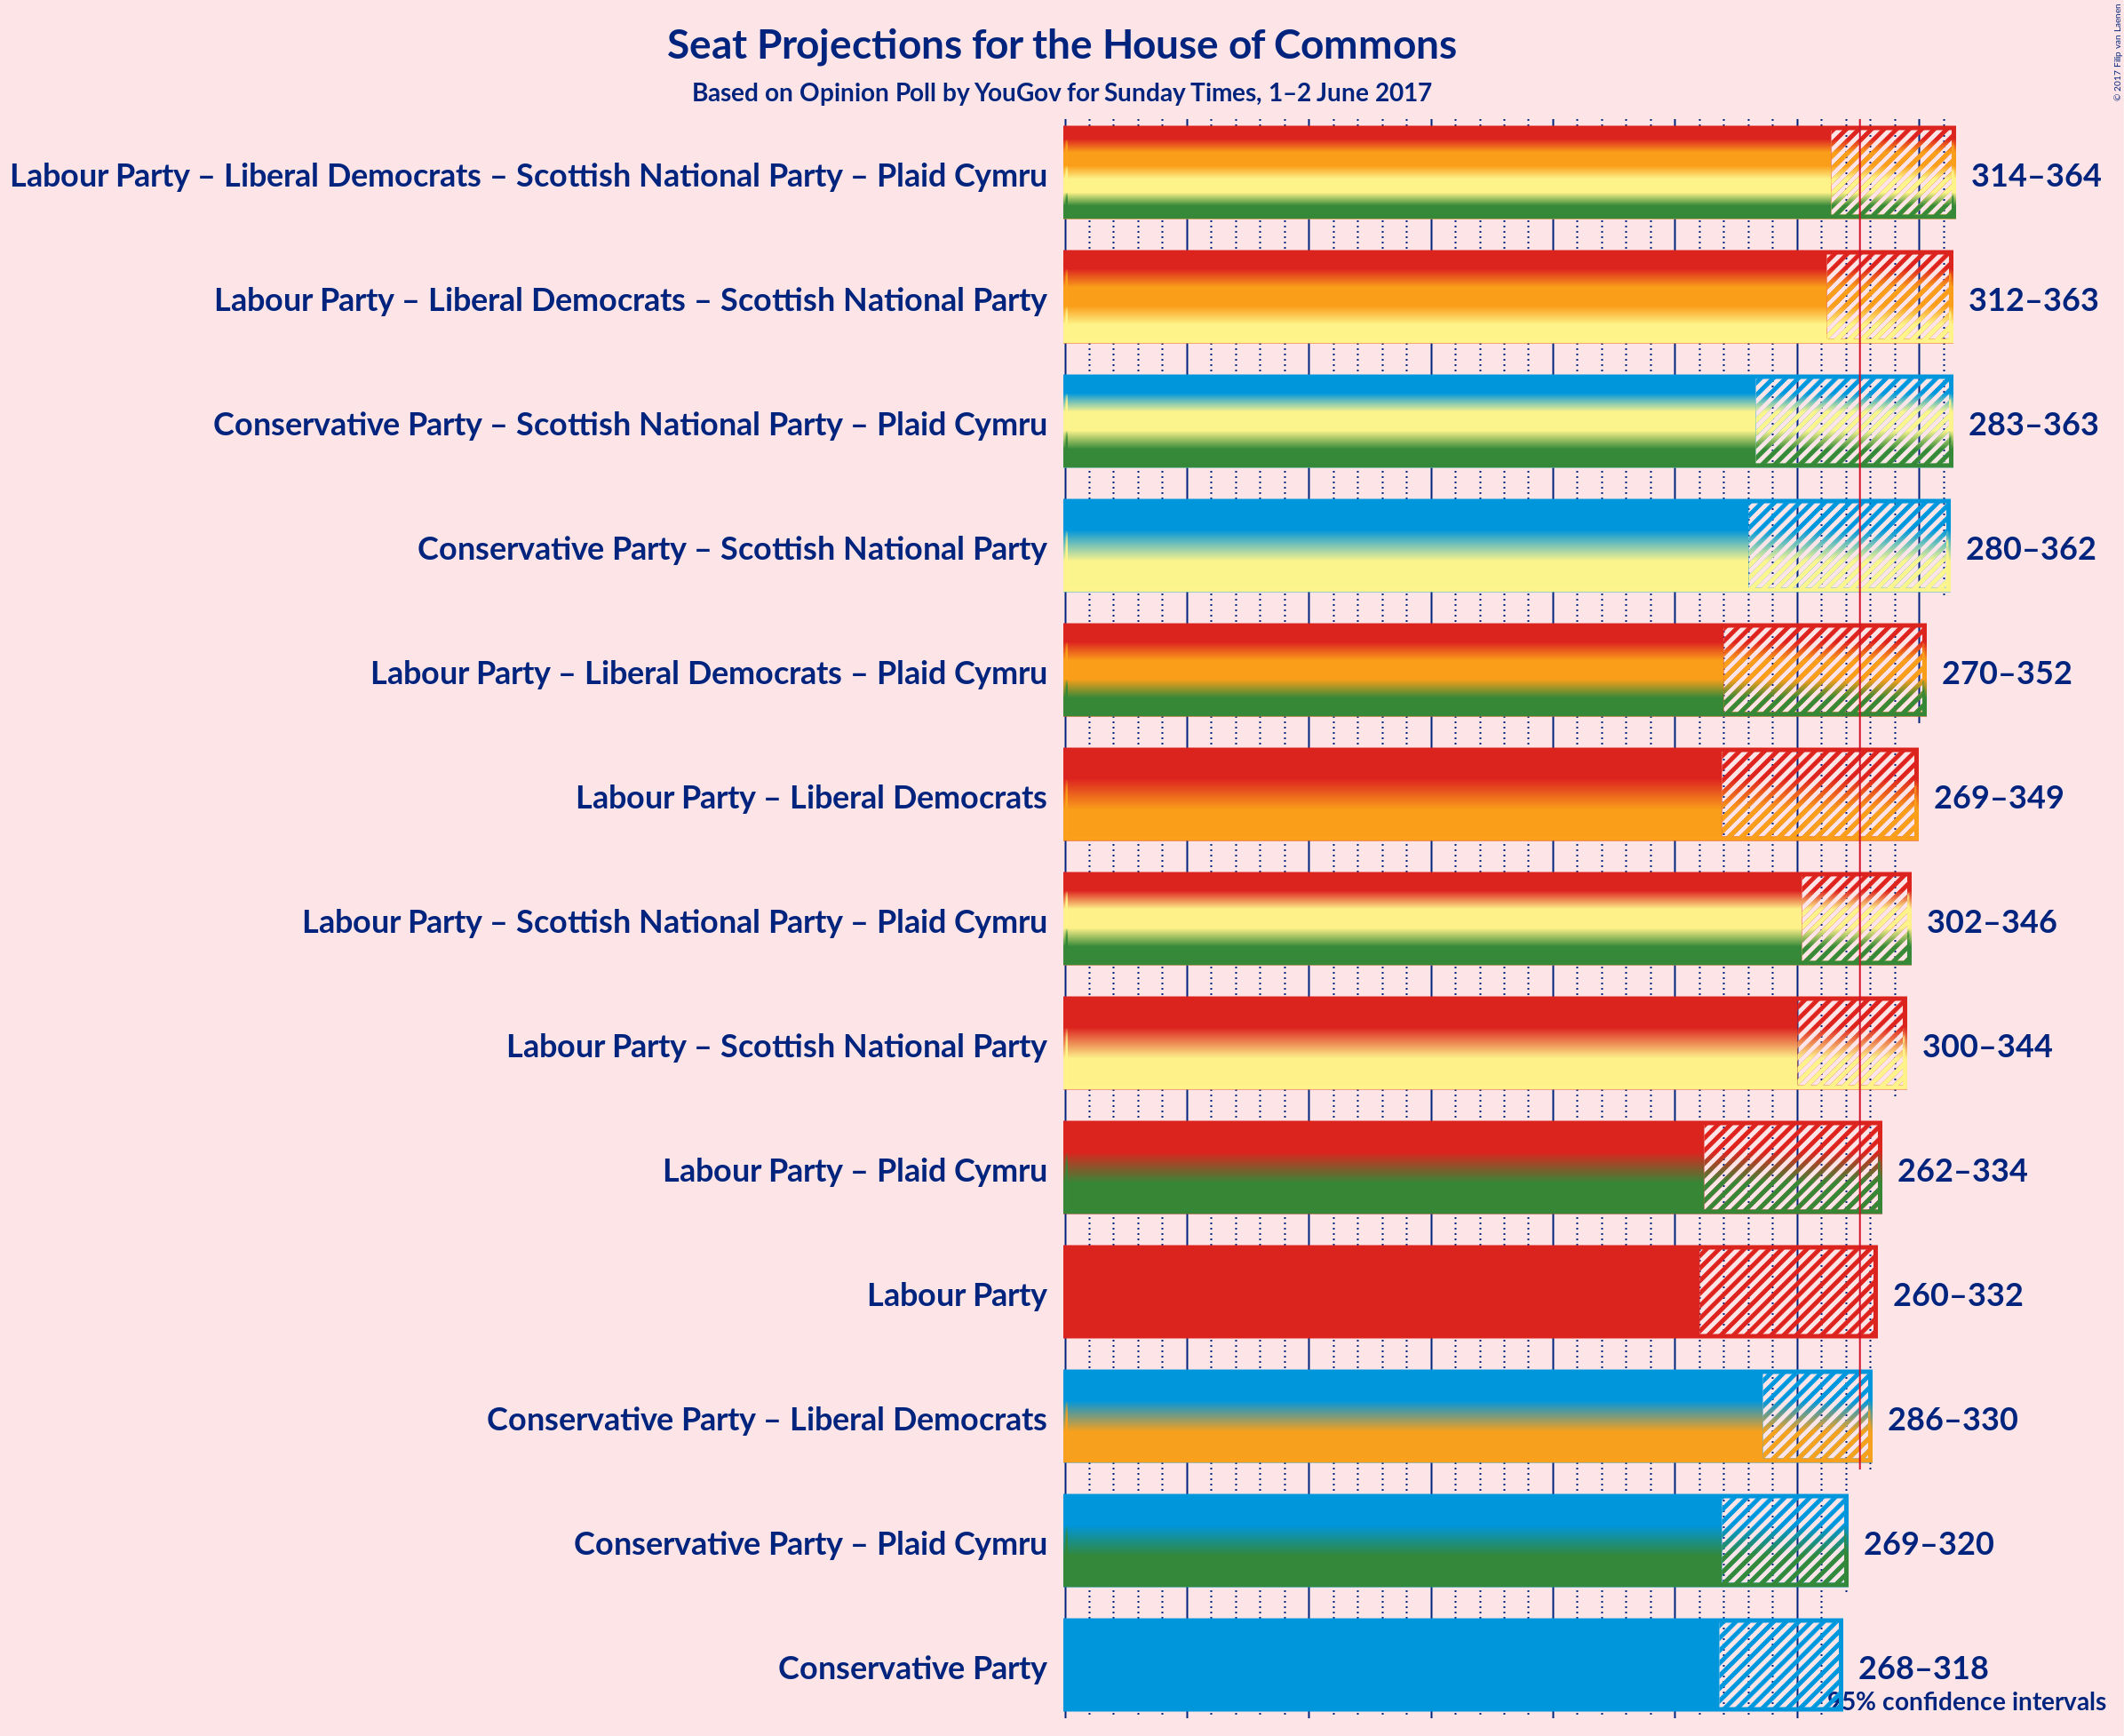 Seat Projections for the House of Commons
Based on Opinion Poll by YouGov for Sunday Times, 1–2 June 2017
© 2017 Filip van Laenen
Labour Party – Liberal Democrats – Scottish National Party – Plaid Cymru 314–364
Labour Party – Liberal Democrats – Scottish National Party 312–363
Conservative Party – Scottish National Party – Plaid Cymru 283–363
Conservative Party – Scottish National Party 280–362
Labour Party – Liberal Democrats – Plaid Cymru 270–352
Labour Party – Liberal Democrats 269–349
Labour Party – Scottish National Party – Plaid Cymru 302–346
Labour Party – Scottish National Party 300–344
Labour Party – Plaid Cymru 262–334
Labour Party 260–332
Conservative Party – Liberal Democrats 286–330
Conservative Party – Plaid Cymru 269–320
Conservative Party 268–318
95% confidence intervals